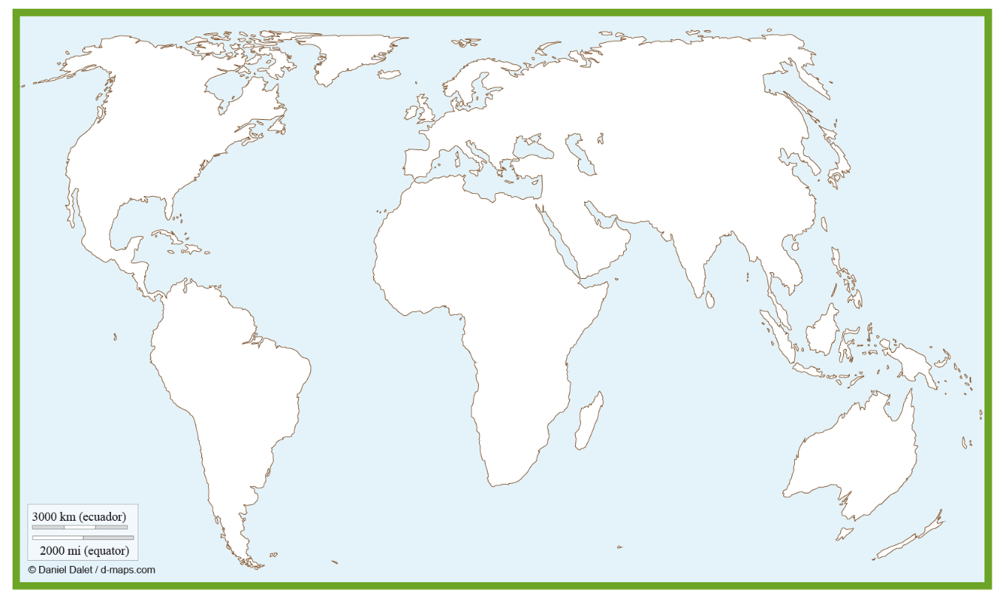 3000 km (ecuador)
2000 mi (equator)
© Daniel Dalet / d-maps.com